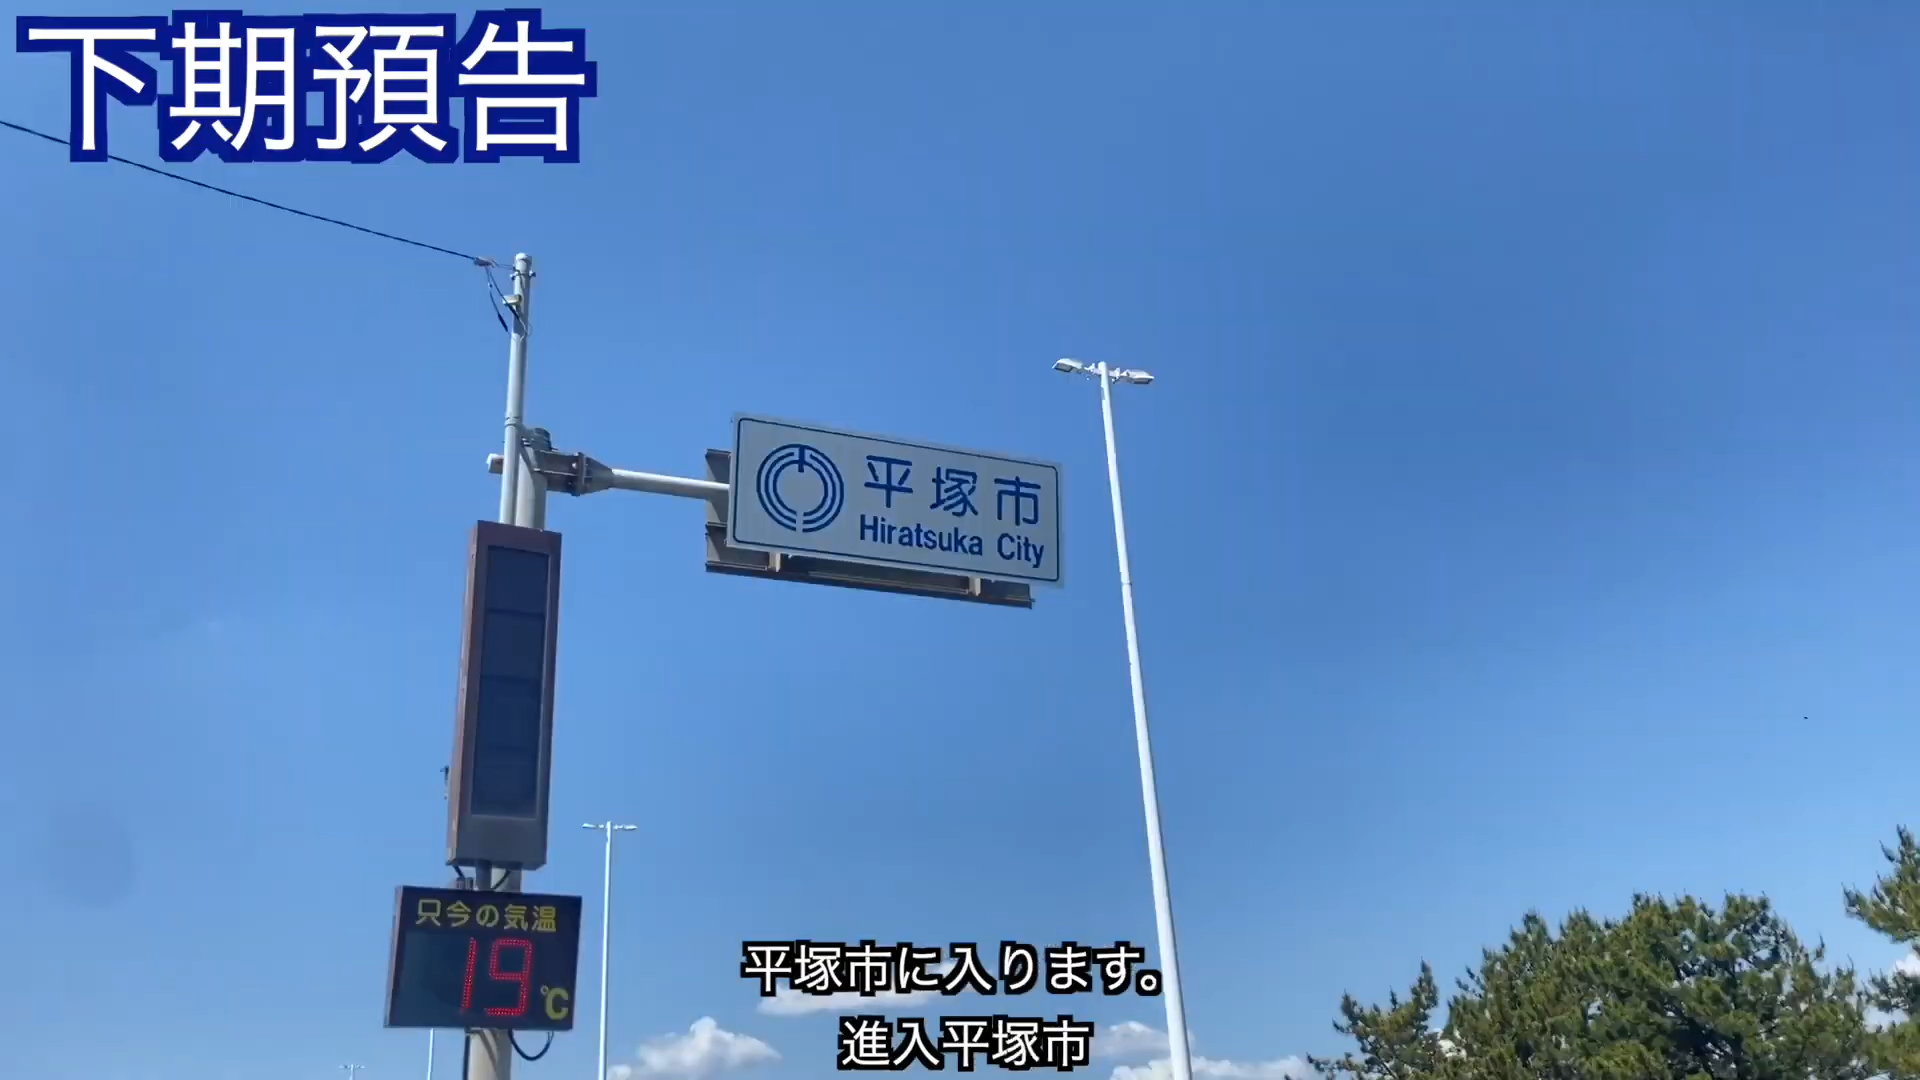 下期預告
平塚市
Hiratsuka City
只今の気温
19℃
平塚市に入ります。
進入平塚市